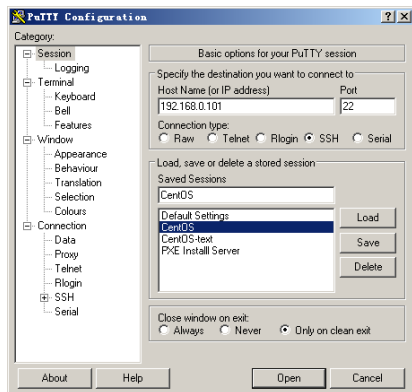 PuTTY Configuration
Category:
Session
Logging
Terminal
Keyboard
Bell
Features
Window
Appearance
Behaviour
Translation
Selection
Colours
Connection
Data
Proxy
Telnet
Rlogin
SSH
Serial
Basic options for your PuTTY session
Specify the destination you want to connect to
Host Name (or IP address) Port
192.168.0.101 22
Connection type:
Raw Telnet Rlogin SSH Serial
Load, save or delete a stored session
Saved Sessions
CentOS
Default Settings
CentOS
CentOS-text
PXE Installl Server
Load
Save
Delete
Close window on exit:
Always Never Only on clean exit
About Help Open Cancel